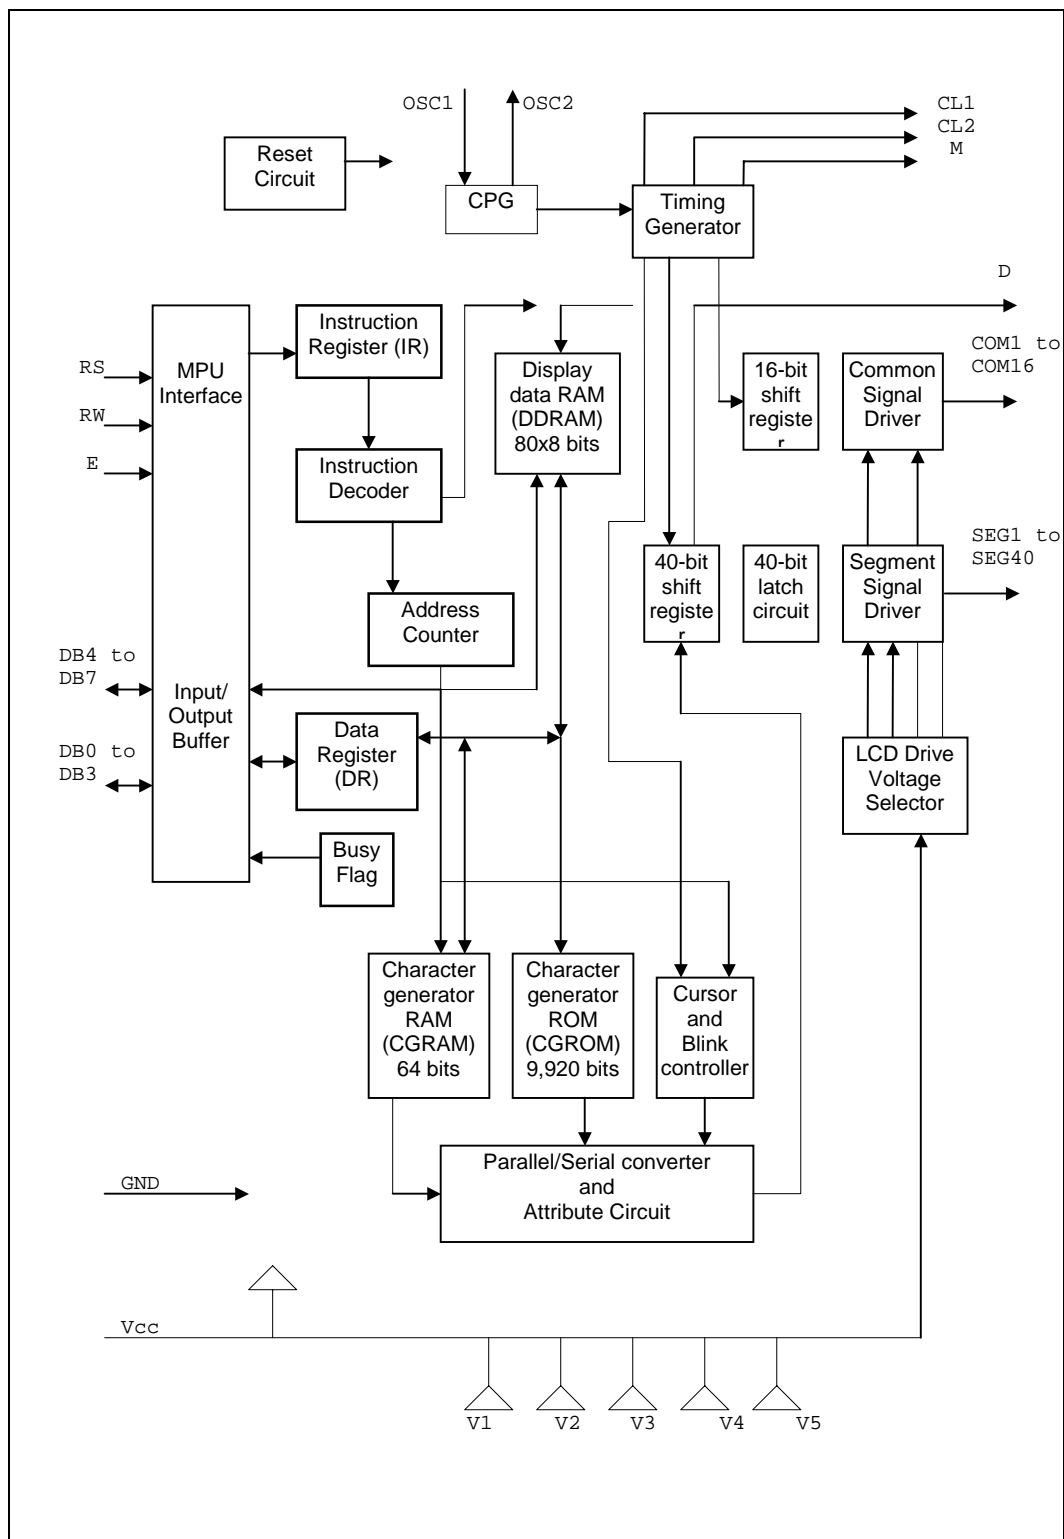 OSC1
OSC2
CL1
CL2
M
Reset
Circuit
CPG
Timing
Generator
D
MPU
Interface
Instruction
Register (IR)
RS
RW
E
Display
data RAM
(DDRAM)
80x8 bits
16-bit
shift
registe
r
Common
Signal
Driver
COM1 to
COM16
Instruction
Decoder
40-bit
shift
registe
r
40-bit
latch
circuit
Segment
Signal
Driver
SEG1 to
SEG40
Address
Counter
DB4 to
DB7
Input/
Output
Buffer
Data
Register
(DR)
DB0 to
DB3
LCD Drive
Voltage
Selector
Busy
Flag
Character
generator
RAM
(CGRAM)
64 bits
Character
generator
ROM
(CGROM)
9,920 bits
Cursor
and
Blink
controller
Parallel/Serial converter
and
Attribute Circuit
GND
Vcc
V1
V2
V3
V4
V5